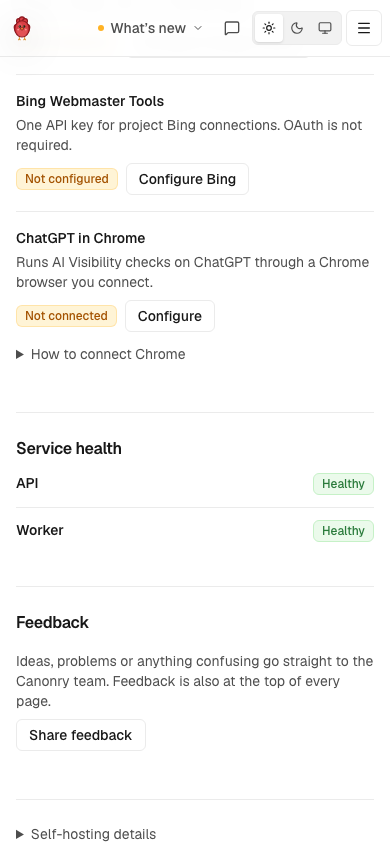 What's new
Bing Webmaster Tools
One API key for project Bing connections. OAuth is not
required.
Not configured
Configure Bing
ChatGPT in Chrome
Runs AI Visibility checks on ChatGPT through a Chrome
browser you connect.
Not connected
Configure
How to connect Chrome
Service health
API
Healthy
Worker
Healthy
Feedback
Ideas, problems or anything confusing go straight to the
Canonry team. Feedback is also at the top of every
page.
Share feedback
Self-hosting details